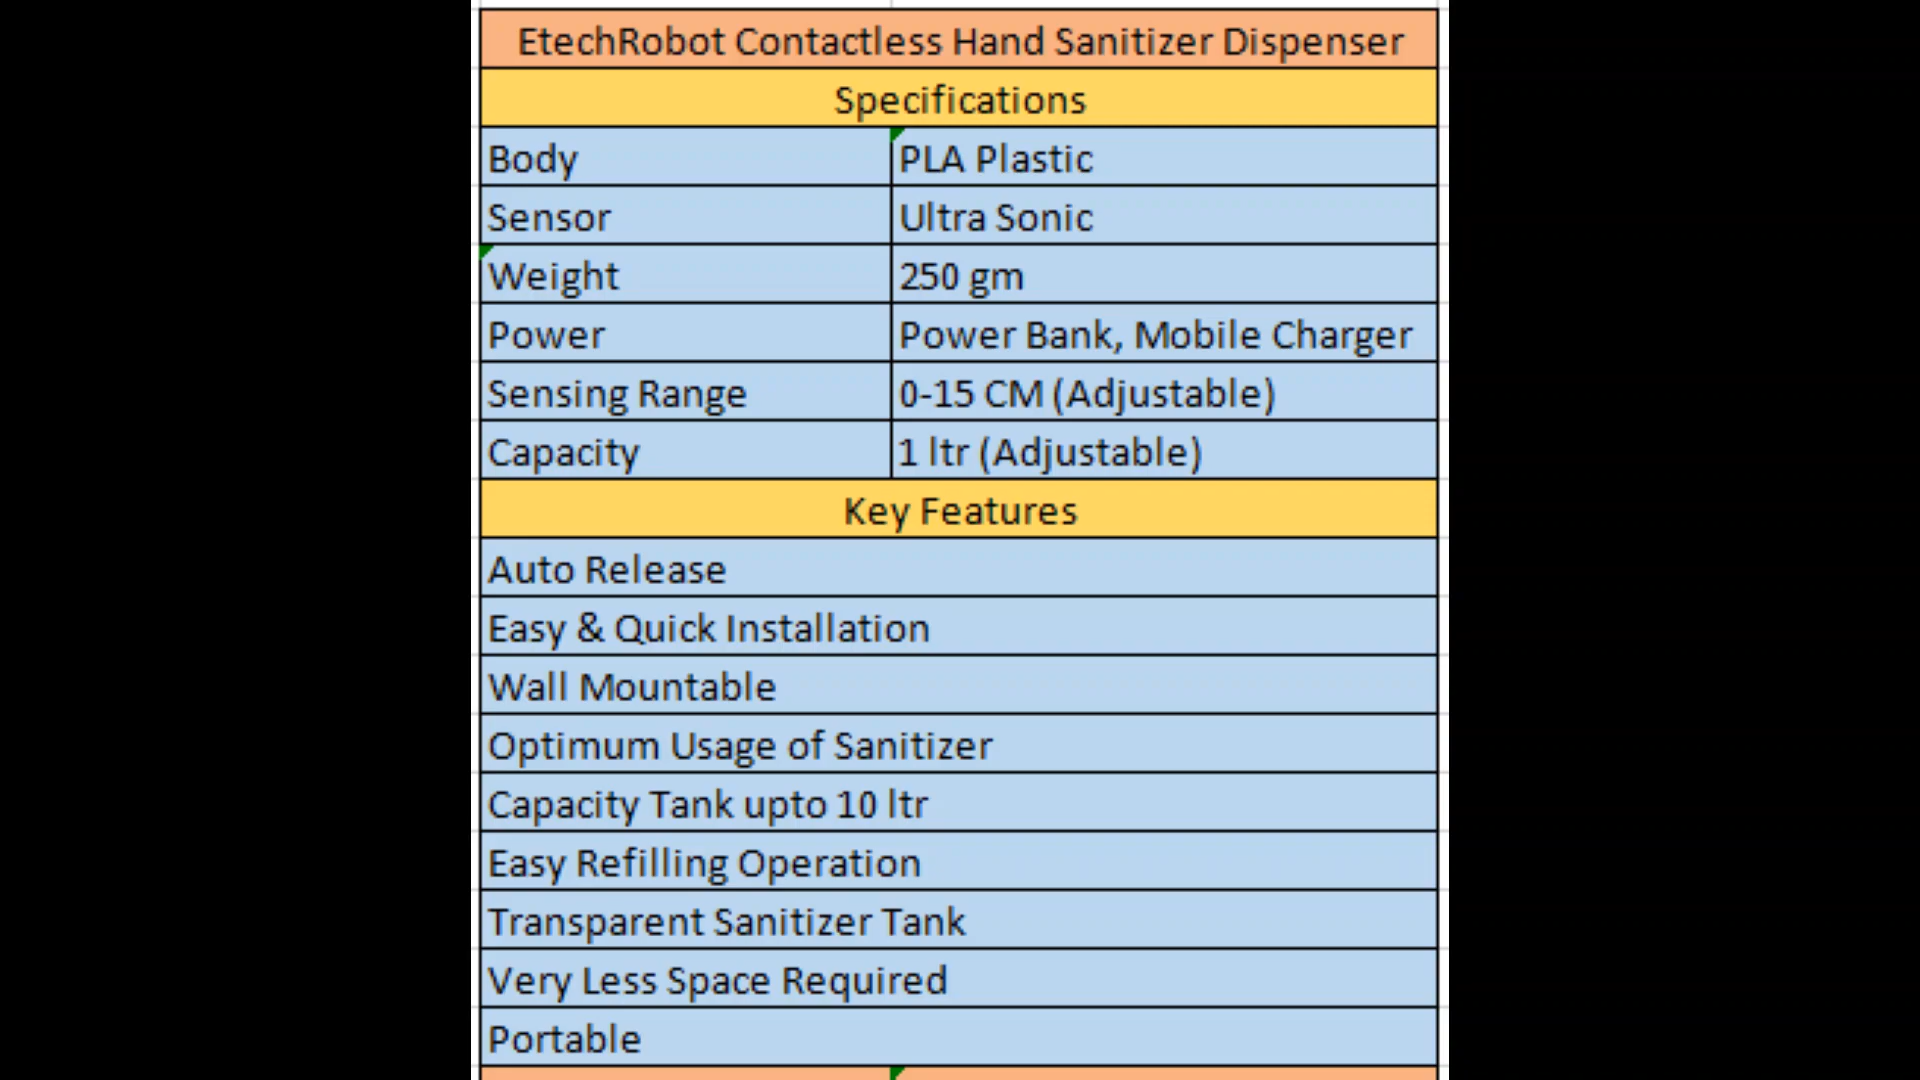 EtechRobot Contactless Hand Sanitizer Dispenser
Specifications
Body PLA Plastic
Sensor Ultra Sonic
Weight 250 gm
Power Power Bank, Mobile Charger
Sensing Range 0-15 CM (Adjustable)
Capacity 1 ltr (Adjustable)
Key Features
Auto Release
Easy & Quick Installation
Wall Mountable
Optimum Usage of Sanitizer
Capacity Tank upto 10 ltr
Easy Refilling Operation
Transparent Sanitizer Tank
Very Less Space Required
Portable